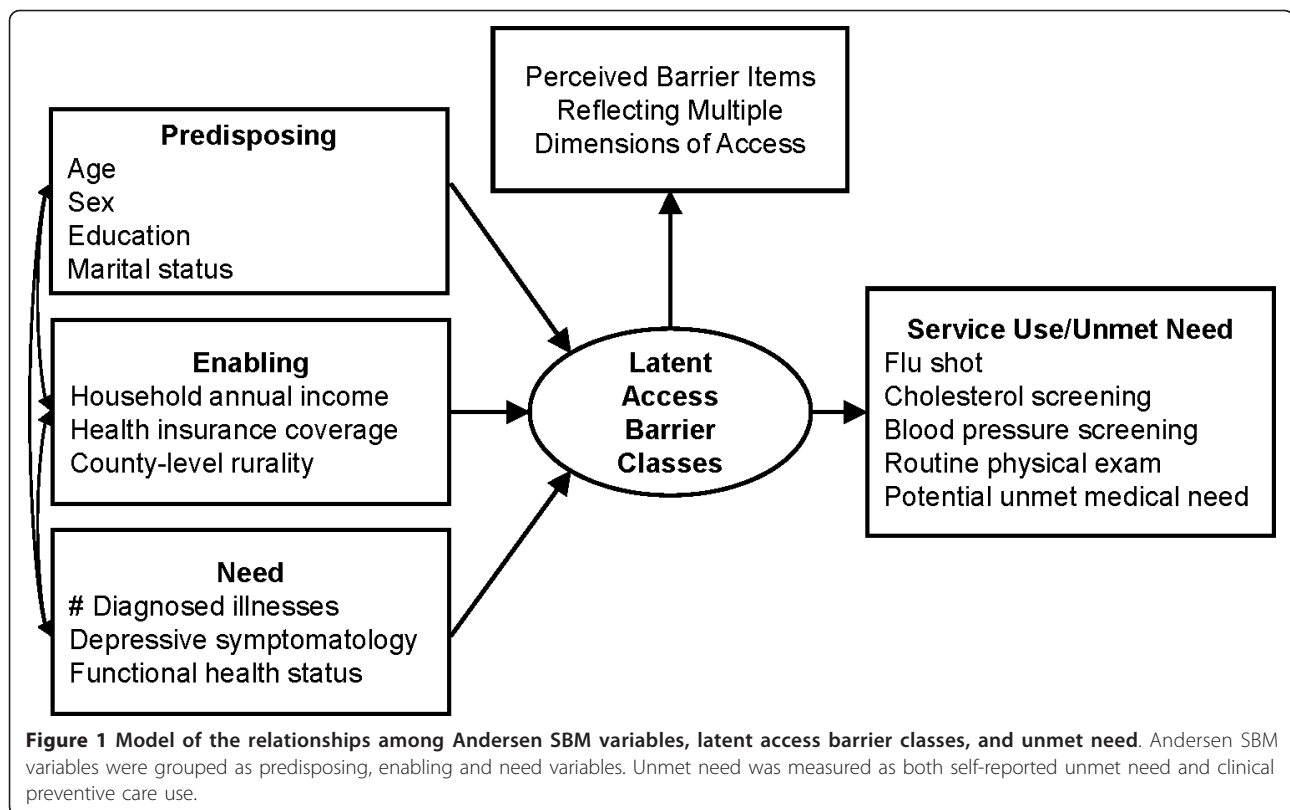 Perceived Barrier Items
Reflecting Multiple
Dimensions of Access
Predisposing
Age
Sex
Education
Marital status
Enabling
Household annual income
Health insurance coverage
County-level rurality
Need
# Diagnosed illnesses
Depressive symptomatology
Functional health status
Latent
Access
Barrier
Classes
Service Use/Unmet Need
Flu shot
Cholesterol screening
Blood pressure screening
Routine physical exam
Potential unmet medical need
Figure 1 Model of the relationships among Andersen SBM variables, latent access barrier classes, and unmet need. Andersen SBM
variables were grouped as predisposing, enabling and need variables. Unmet need was measured as both self-reported unmet need and clinical
preventive care use.